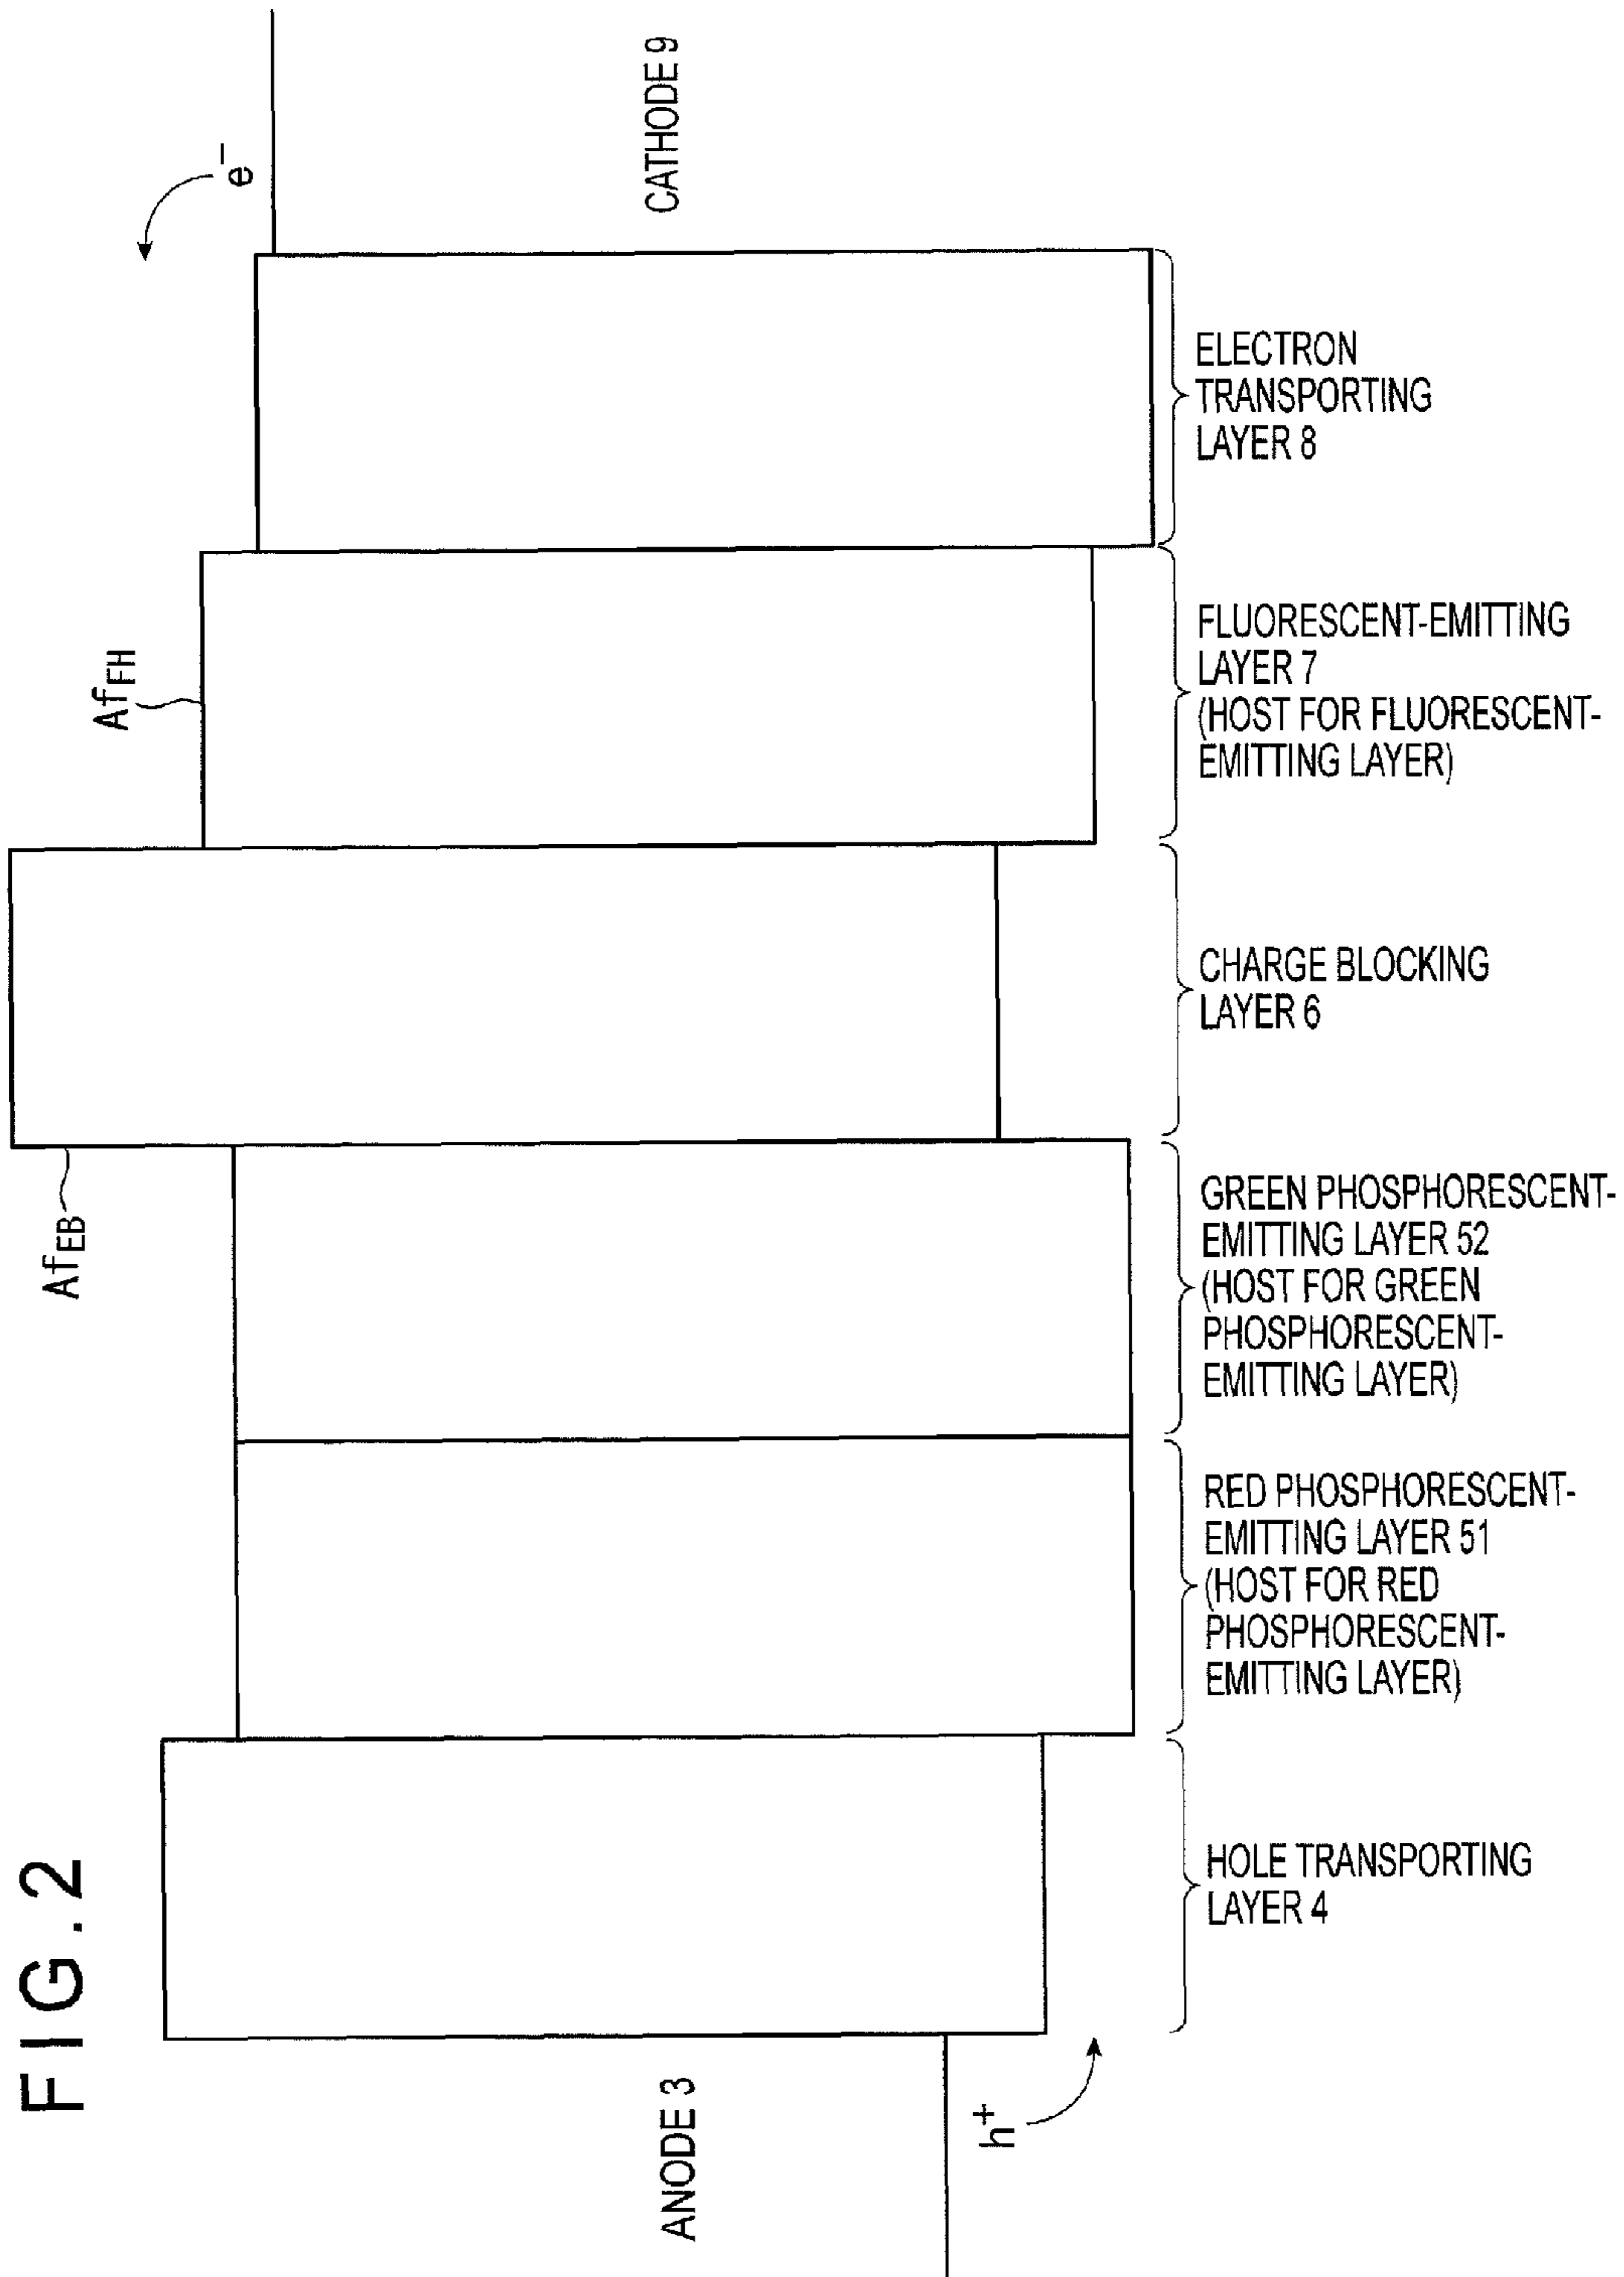 FIG.2
ANODE 3
h+
HOLE TRANSPORTING
LAYER 4
RED PHOSPHORESCENT-
EMITTING LAYER 51
(HOST FOR RED
PHOSPHORESCENT-
EMITTING LAYER)
GREEN PHOSPHORESCENT-
EMITTING LAYER 52
(HOST FOR GREEN
PHOSPHORESCENT-
EMITTING LAYER)
AfEB
CHARGE BLOCKING
LAYER 6
AfFH
FLUORESCENT-EMITTING
LAYER 7
(HOST FOR FLUORESCENT-
EMITTING LAYER)
ELECTRON
TRANSPORTING
LAYER 8
e−
CATHODE 9